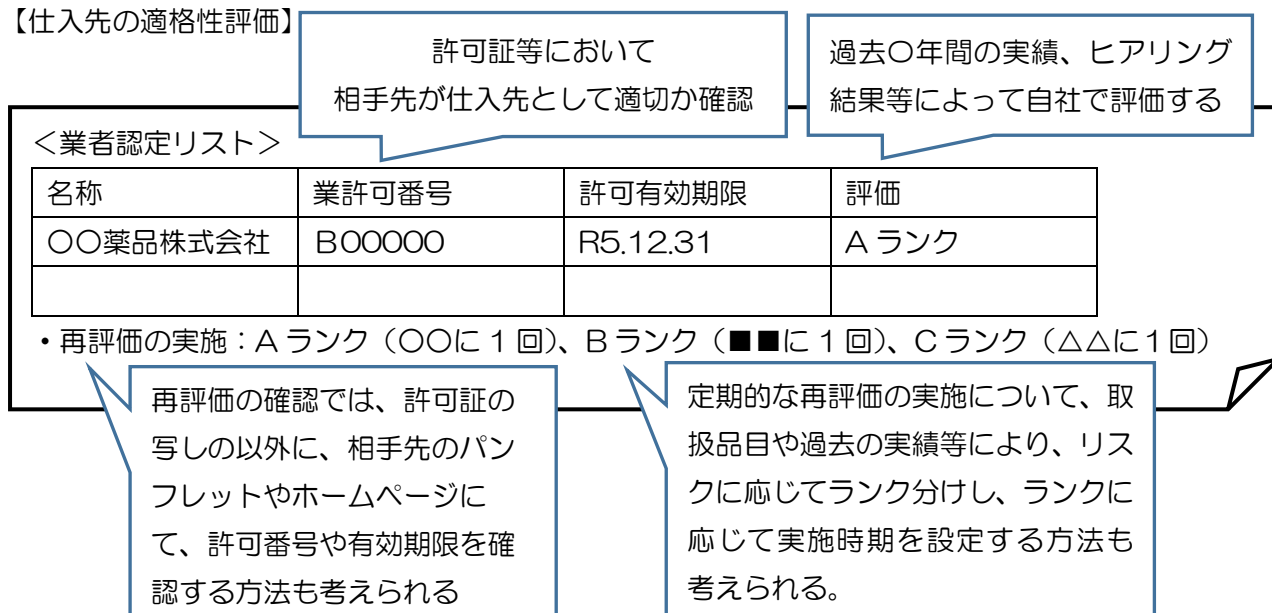 【仕入先の適格性評価】
許可証等において
相手先が仕入先として適切か確認
過去〇年間の実績、ヒアリング
結果等によって自社で評価する
＜業者認定リスト＞
名称 業許可番号 許可有効期限 評価
〇〇薬品株式会社 B00000 R5.12.31 A ランク
・再評価の実施：A ランク（〇〇に 1 回）、B ランク（■■に 1 回）、C ランク（△△に 1 回）
再評価の確認では、許可証の
写しの以外に、相手先のパン
フレットやホームページに
て、許可番号や有効期限を確
認する方法も考えられる
定期的な再評価の実施について、取
扱品目や過去の実績等により、リス
クに応じてランク分けし、ランクに
応じて実施時期を設定する方法も
考えられる。